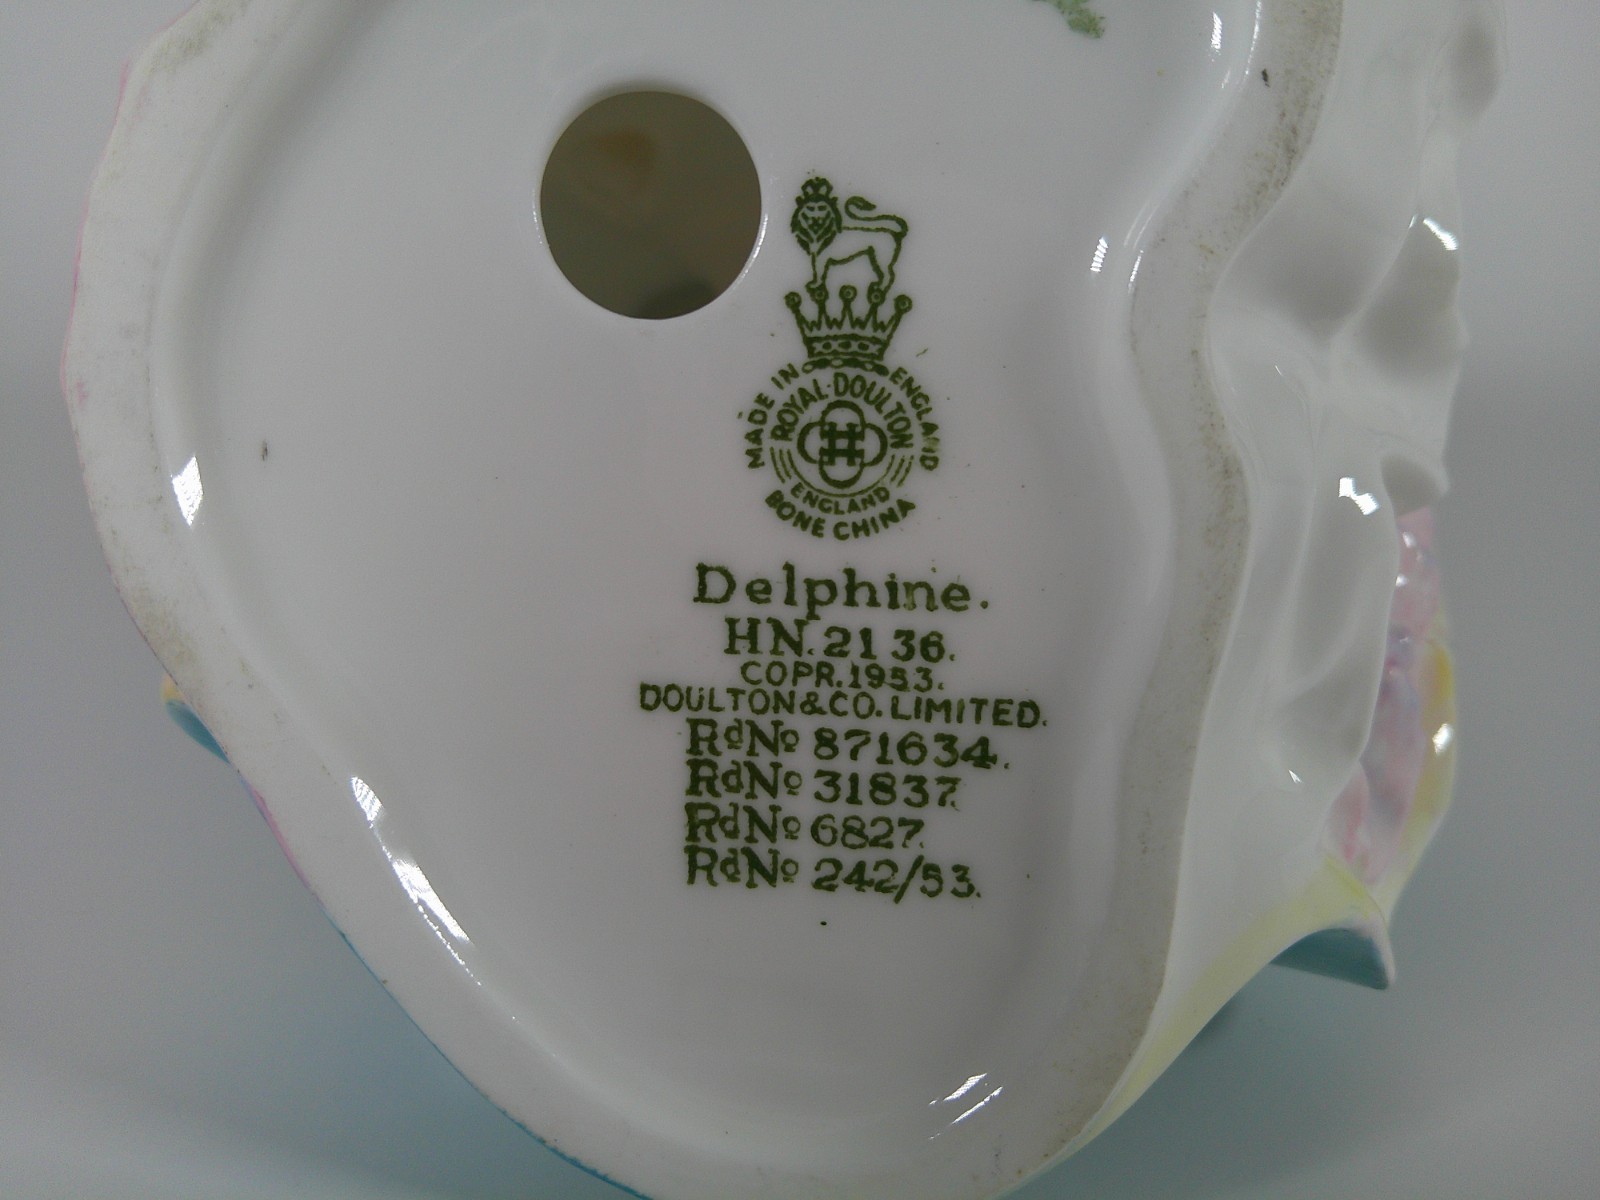 MADE IN ENGLAND
ROYAL·DOULTON
ENGLAND
BONE CHINA
Delphine.
HN.2136.
COPR.1953.
DOULTON&CO.LIMITED.
RdNo 871634.
RdNo 31837.
RdNo 6827.
RdNo 242/53.